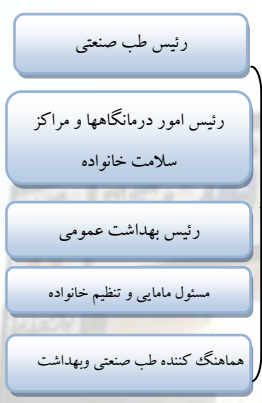 رئیس طب صنعتی
رئیس امور درمانگاهها و مراکز
سلامت خانواده
رئیس بهداشت عمومی
مسئول مامایی و تنظیم خانواده
هماهنگ کننده طب صنعتی وبهداشت